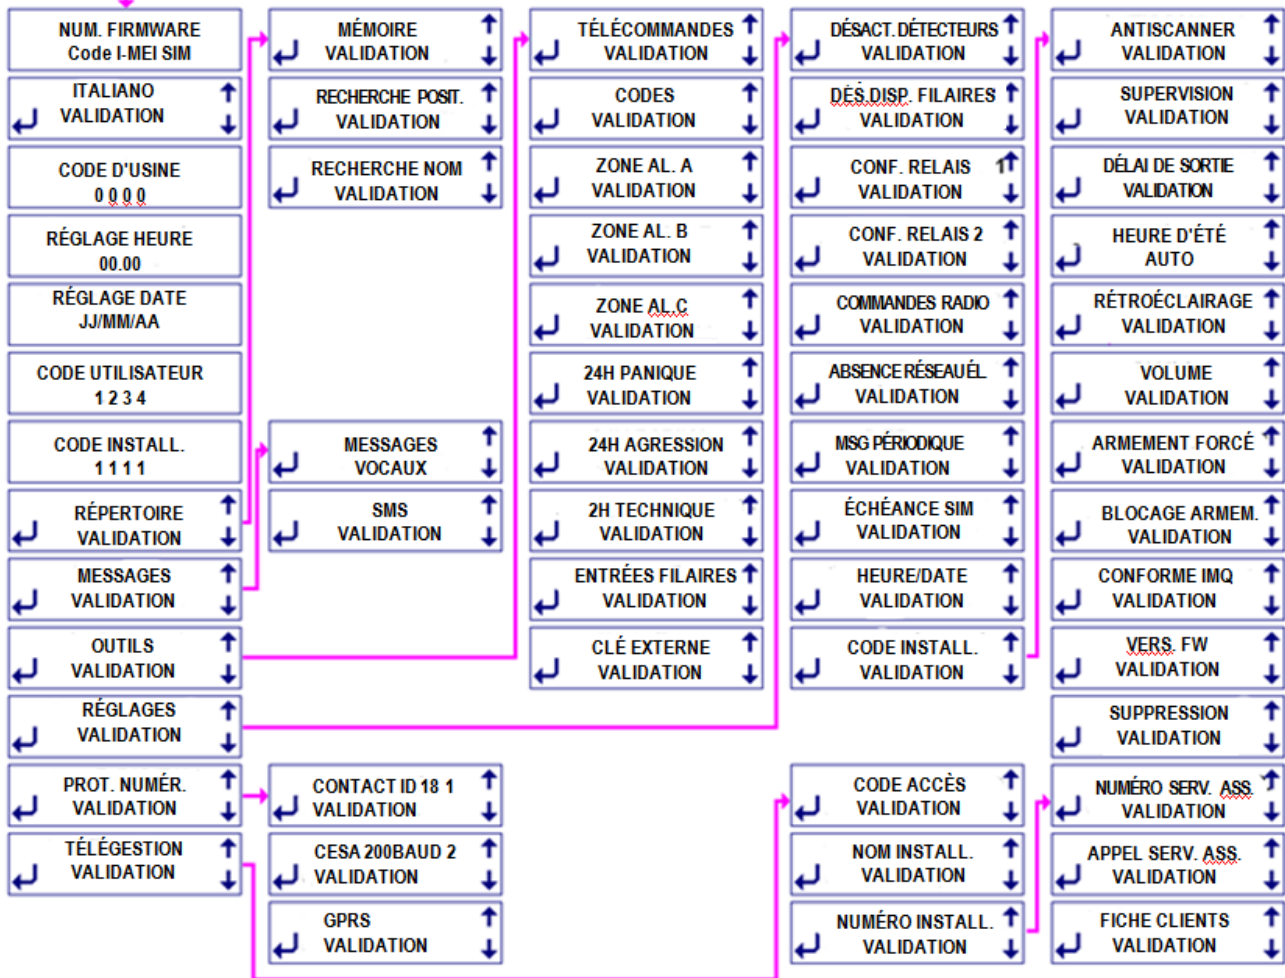 NUM. FIRMWARE
Code I-MEI SIM
ITALIANO
VALIDATION
CODE D'USINE
0 0 0 0
RÉGLAGE HEURE
00.00
RÉGLAGE DATE
JJ/MM/AA
CODE UTILISATEUR
1 2 3 4
CODE INSTALL.
1 1 1 1
RÉPERTOIRE
VALIDATION
MESSAGES
VALIDATION
OUTILS
VALIDATION
RÉGLAGES
VALIDATION
PROT. NUMÉR.
VALIDATION
TÉLÉGESTION
VALIDATION
MÉMOIRE
VALIDATION
RECHERCHE POSIT.
VALIDATION
RECHERCHE NOM
VALIDATION
MESSAGES
VOCAUX
SMS
VALIDATION
CONTACT ID 18 1
VALIDATION
CESA 200BAUD 2
VALIDATION
GPRS
VALIDATION
TÉLÉCOMMANDES
VALIDATION
CODES
VALIDATION
ZONE AL. A
VALIDATION
ZONE AL. B
VALIDATION
ZONE AL.C
VALIDATION
24H PANIQUE
VALIDATION
24H AGRESSION
VALIDATION
2H TECHNIQUE
VALIDATION
ENTRÉES FILAIRES
VALIDATION
CLÉ EXTERNE
VALIDATION
DÉSACT. DÉTECTEURS
VALIDATION
DÈS.DISP. FILAIRES
VALIDATION
CONF. RELAIS 1
VALIDATION
CONF. RELAIS 2
VALIDATION
COMMANDES RADIO
VALIDATION
ABSENCE RÉSEAU ÉL.
VALIDATION
MSG PÉRIODIQUE
VALIDATION
ÉCHÉANCE SIM
VALIDATION
HEURE/DATE
VALIDATION
CODE INSTALL.
VALIDATION
CODE ACCÈS
VALIDATION
NOM INSTALL.
VALIDATION
NUMÉRO INSTALL.
VALIDATION
ANTISCANNER
VALIDATION
SUPERVISION
VALIDATION
DÉLAI DE SORTIE
VALIDATION
HEURE D'ÉTÉ
AUTO
RÉTROÉCLAIRAGE
VALIDATION
VOLUME
VALIDATION
ARMEMENT FORCÉ
VALIDATION
BLOCAGE ARMEM.
VALIDATION
CONFORME IMQ
VALIDATION
VERS. FW
VALIDATION
SUPPRESSION
VALIDATION
NUMÉRO SERV. ASS.
VALIDATION
APPEL SERV. ASS.
VALIDATION
FICHE CLIENTS
VALIDATION